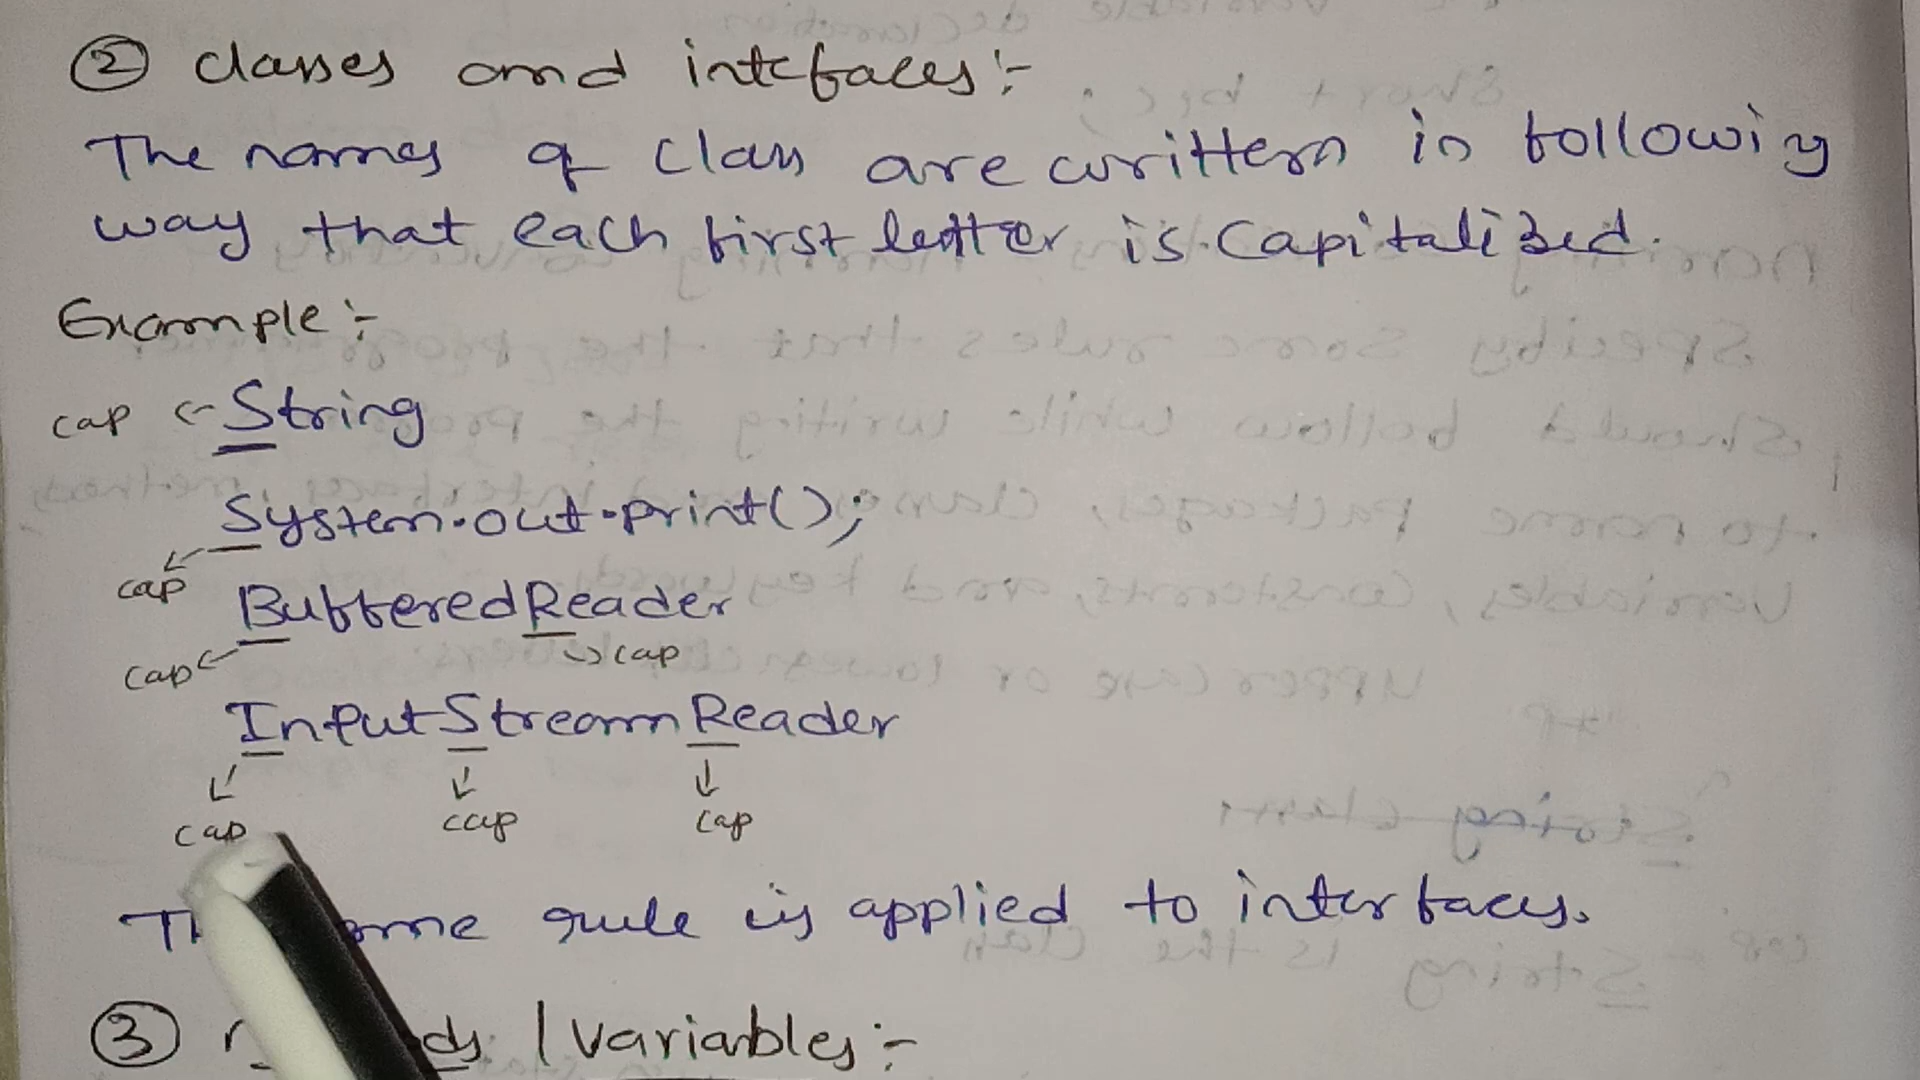 ② classes and intefaces:-
The names of class are written in following
way that each first letter is capitalized.
Example:-
cap ← String
System.out.print();
cap
BufferedReader
cap cap
InputStreamReader
cap cap cap
rule is applied to interfaces.
③ | variables:-